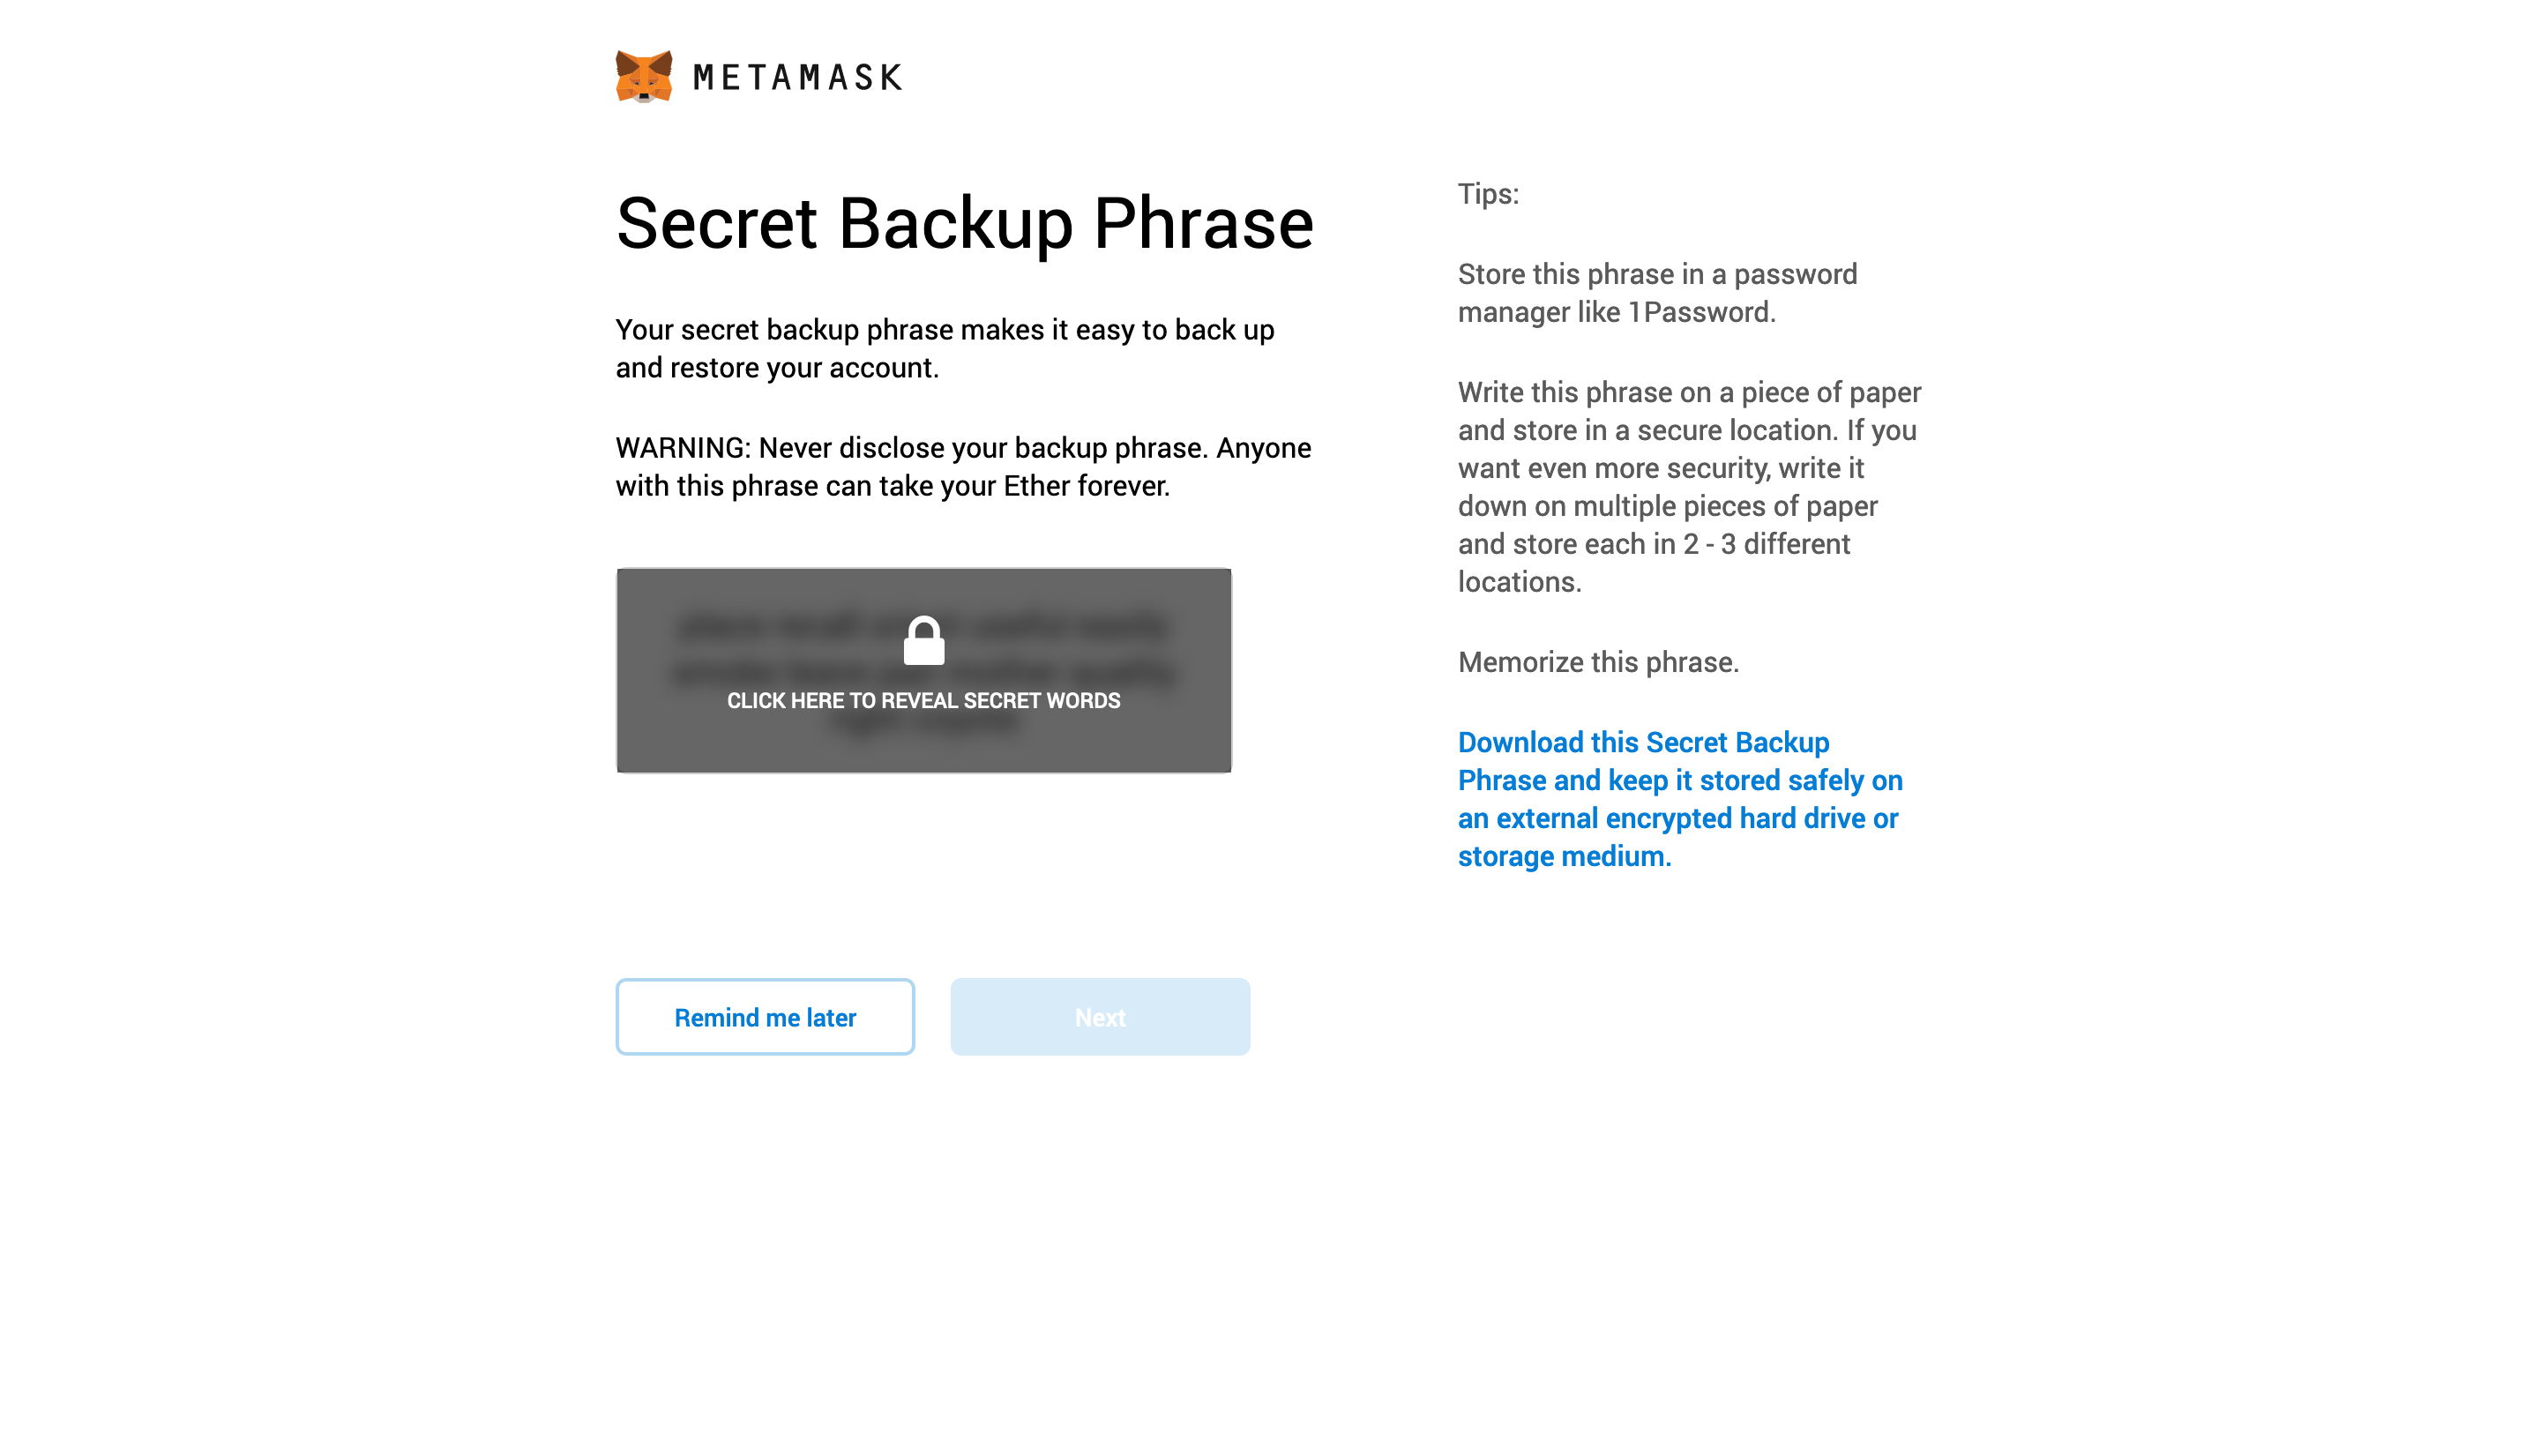 METAMASK
Secret Backup Phrase
Your secret backup phrase makes it easy to back up
and restore your account.
WARNING: Never disclose your backup phrase. Anyone
with this phrase can take your Ether forever.
CLICK HERE TO REVEAL SECRET WORDS
Remind me later
Next
Tips:
Store this phrase in a password
manager like 1Password.
Write this phrase on a piece of paper
and store in a secure location. If you
want even more security, write it
down on multiple pieces of paper
and store each in 2 - 3 different
locations.
Memorize this phrase.
Download this Secret Backup
Phrase and keep it stored safely on
an external encrypted hard drive or
storage medium.